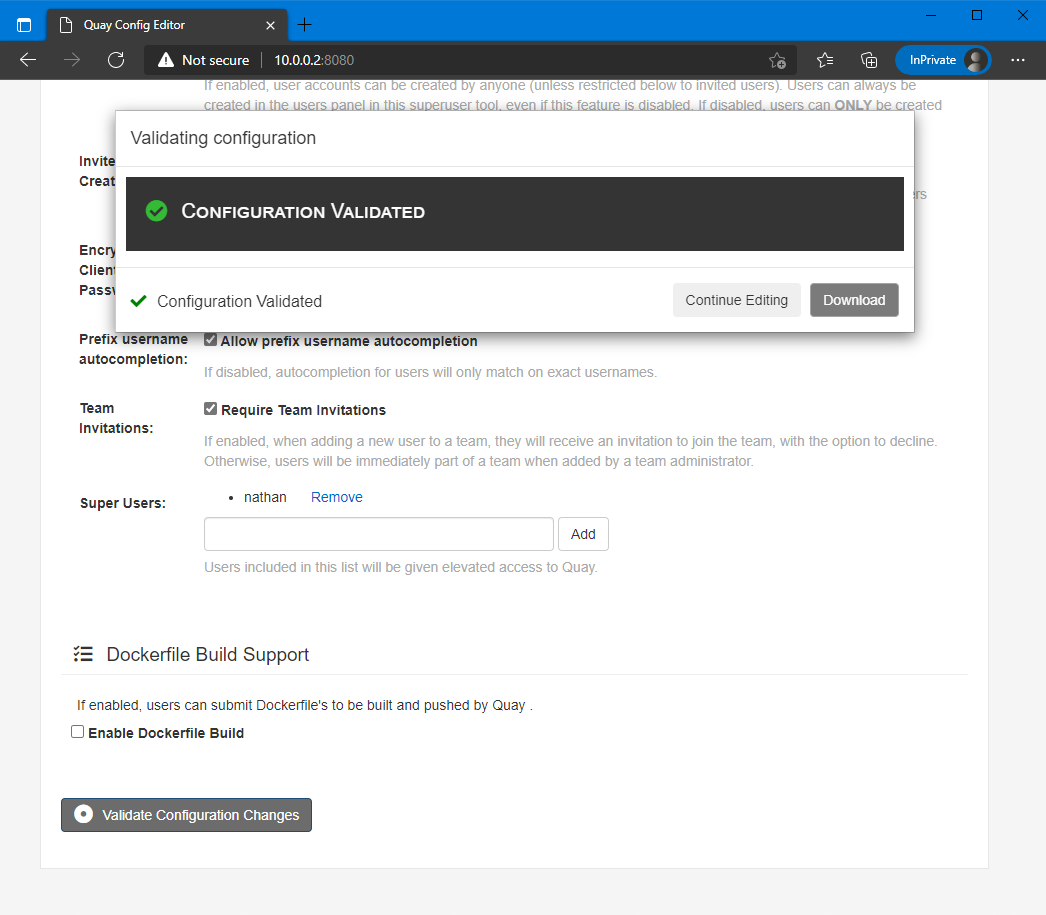 Quay Config Editor
Not secure
10.0.0.2:8080
InPrivate
If enabled, user accounts can be created by anyone (unless restricted below to invited users). Users can always be
created in the users panel in this superuser tool, even if this feature is disabled. If disabled, users can ONLY be created
Validating configuration
Invite
Creat
CONFIGURATION VALIDATED
Encry
Client
Passv
Configuration Validated
Continue Editing
Download
Prefix username
autocompletion:
Allow prefix username autocompletion
If disabled, autocompletion for users will only match on exact usernames.
Team
Invitations:
Require Team Invitations
If enabled, when adding a new user to a team, they will receive an invitation to join the team, with the option to decline.
Otherwise, users will be immediately part of a team when added by a team administrator.
Super Users:
nathan Remove
Add
Users included in this list will be given elevated access to Quay.
Dockerfile Build Support
If enabled, users can submit Dockerfile's to be built and pushed by Quay .
Enable Dockerfile Build
Validate Configuration Changes